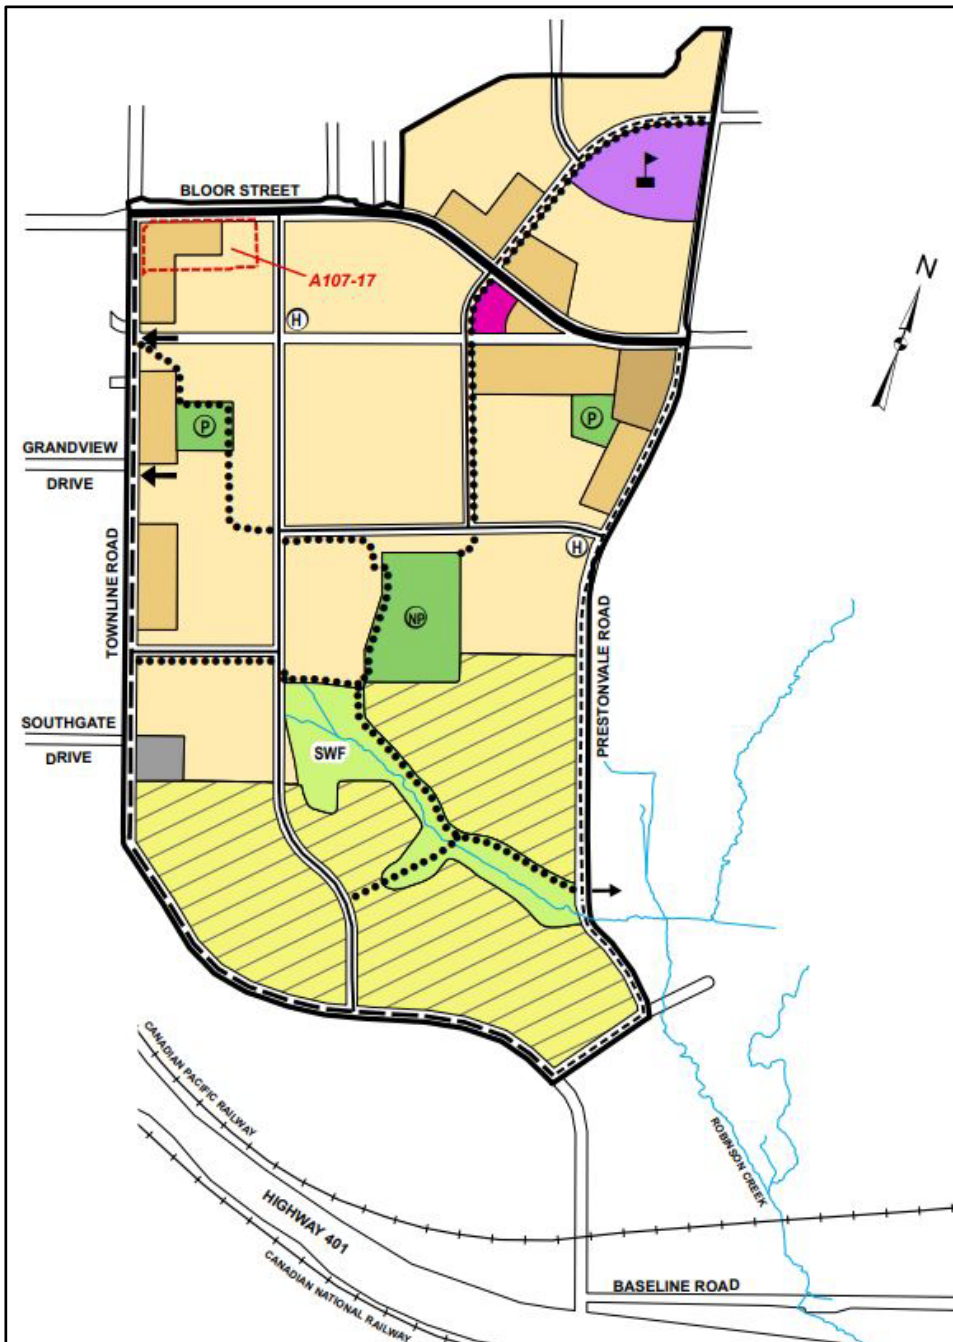 BLOOR STREET
N
A107-17
H
P
P
GRANDVIEW
DRIVE
H
TOWNLINE ROAD
NP
PRESTONVALE ROAD
SOUTHGATE
DRIVE
SWF
CANADIAN PACIFIC RAILWAY
ROBINSON CREEK
HIGHWAY 401
CANADIAN NATIONAL RAILWAY
BASELINE ROAD